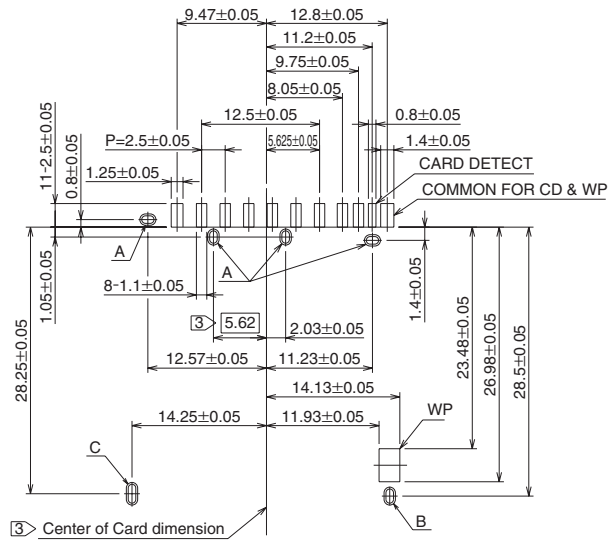 9.47±0.05 12.8±0.05
11.2±0.05
9.75±0.05
8.05±0.05
12.5±0.05 0.8±0.05
P=2.5±0.05 5.625±0.05 1.4±0.05
1.25±0.05 CARD DETECT
COMMON FOR CD & WP
11-2.5±0.05
0.8±0.05
A
A
1.05±0.05
8-1.1±0.05
1.4±0.05
3 5.62 2.03±0.05
12.57±0.05 11.23±0.05
28.25±0.05
23.48±0.05
26.98±0.05
28.5±0.05
14.13±0.05
14.25±0.05 11.93±0.05 WP
C
B
3 Center of Card dimension